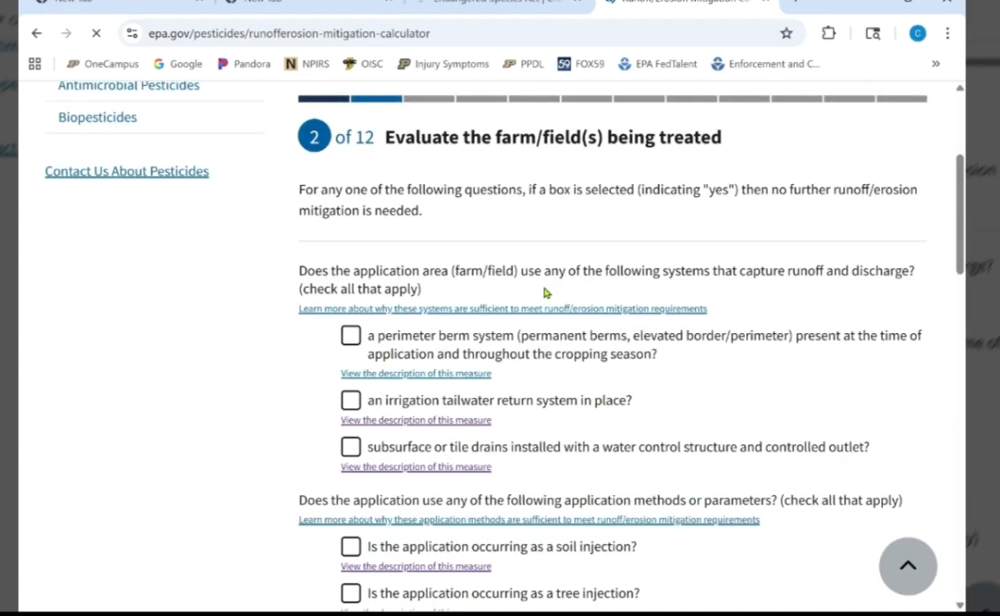 New Tab
New Tab
epa.gov/pesticides/runofferosion-mitigation-calculator
C
OneCampus
Google
Pandora
NPIRS
OISC
Injury Symptoms
PPDL
59 FOX59
EPA FedTalent
Enforcement and C...
»
Antimicrobial Pesticides
Biopesticides
Contact Us About Pesticides
2 of 12 Evaluate the farm/field(s) being treated
For any one of the following questions, if a box is selected (indicating "yes") then no further runoff/erosion
mitigation is needed.
Does the application area (farm/field) use any of the following systems that capture runoff and discharge?
(check all that apply)
Learn more about why these systems are sufficient to meet runoff/erosion mitigation requirements
a perimeter berm system (permanent berms, elevated border/perimeter) present at the time of
application and throughout the cropping season?
View the description of this measure
an irrigation tailwater return system in place?
View the description of this measure
subsurface or tile drains installed with a water control structure and controlled outlet?
View the description of this measure
Does the application use any of the following application methods or parameters? (check all that apply)
Learn more about why these application methods are sufficient to meet runoff/erosion mitigation requirements
Is the application occurring as a soil injection?
View the description of this measure
Is the application occurring as a tree injection?